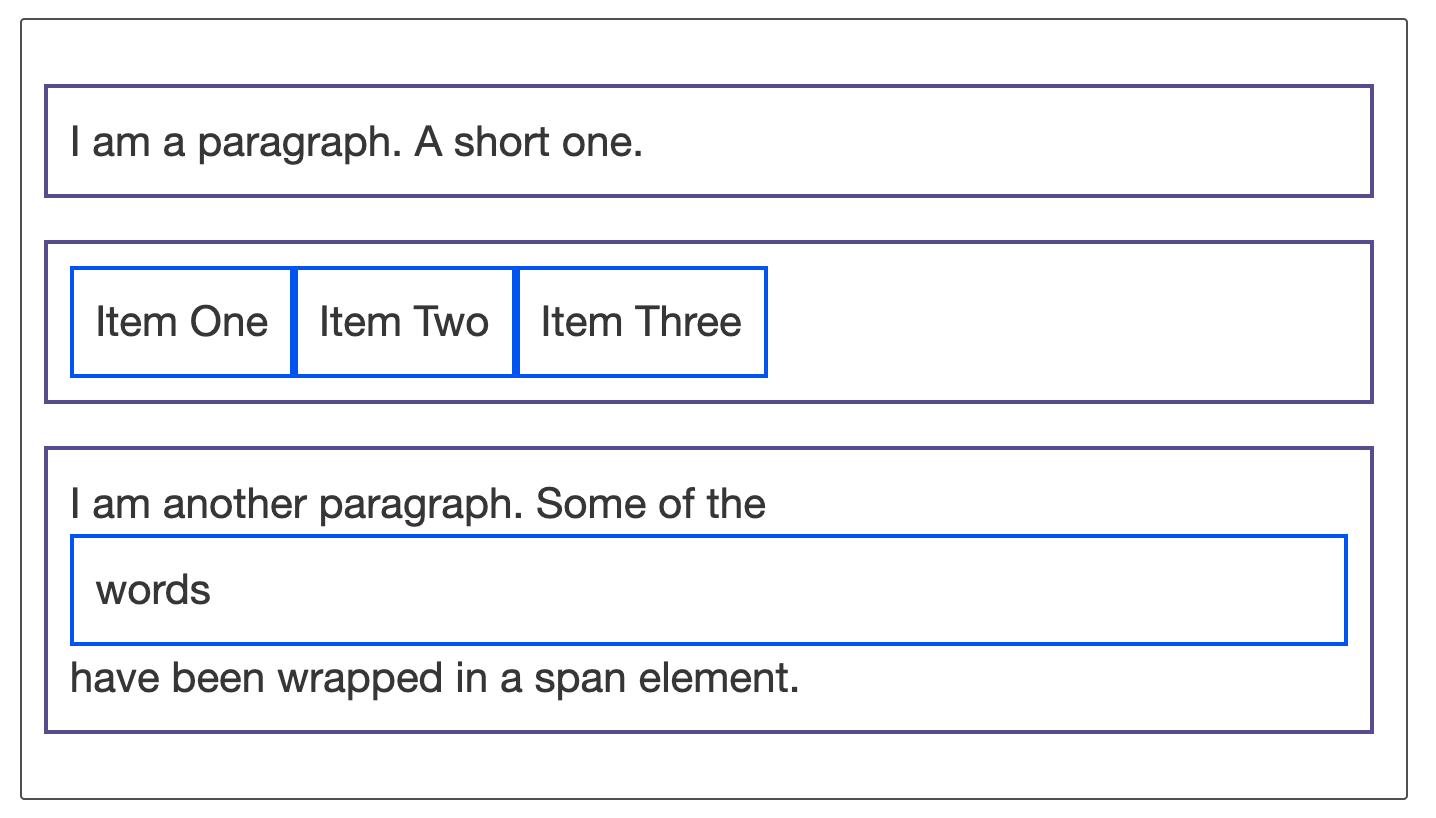 I am a paragraph. A short one.
Item One Item Two Item Three
I am another paragraph. Some of the
words
have been wrapped in a span element.